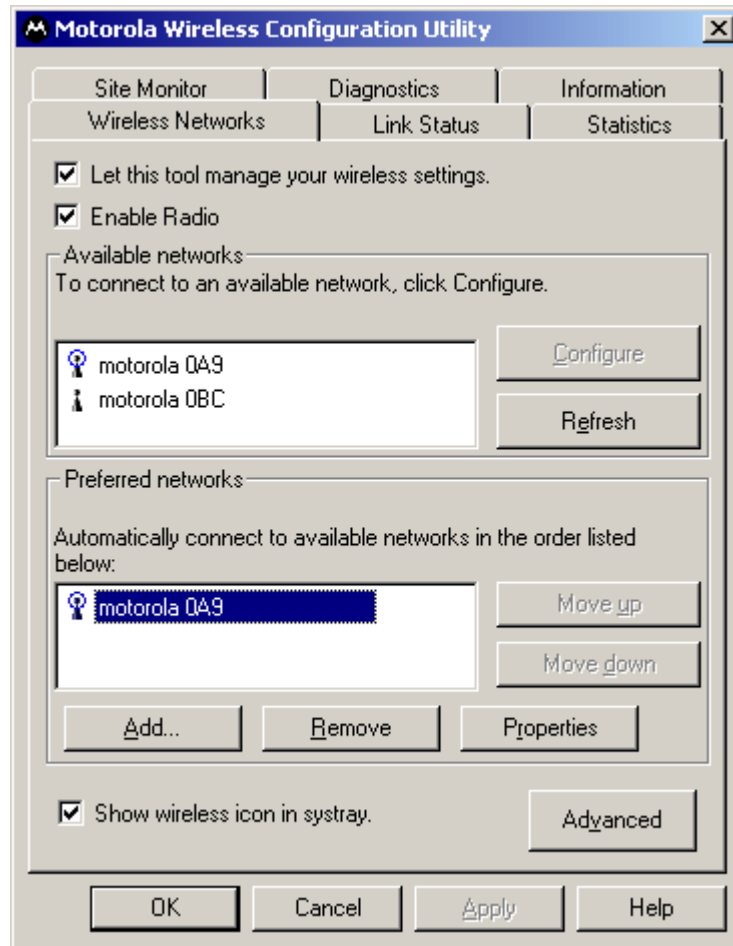 Motorola Wireless Configuration Utility
Site Monitor
Diagnostics
Information
Wireless Networks
Link Status
Statistics
Let this tool manage your wireless settings.
Enable Radio
Available networks
To connect to an available network, click Configure.
motorola 0A9
motorola 0BC
Configure
Refresh
Preferred networks
Automatically connect to available networks in the order listed
below:
motorola 0A9
Move up
Move down
Add...
Remove
Properties
Show wireless icon in systray.
Advanced
OK
Cancel
Apply
Help